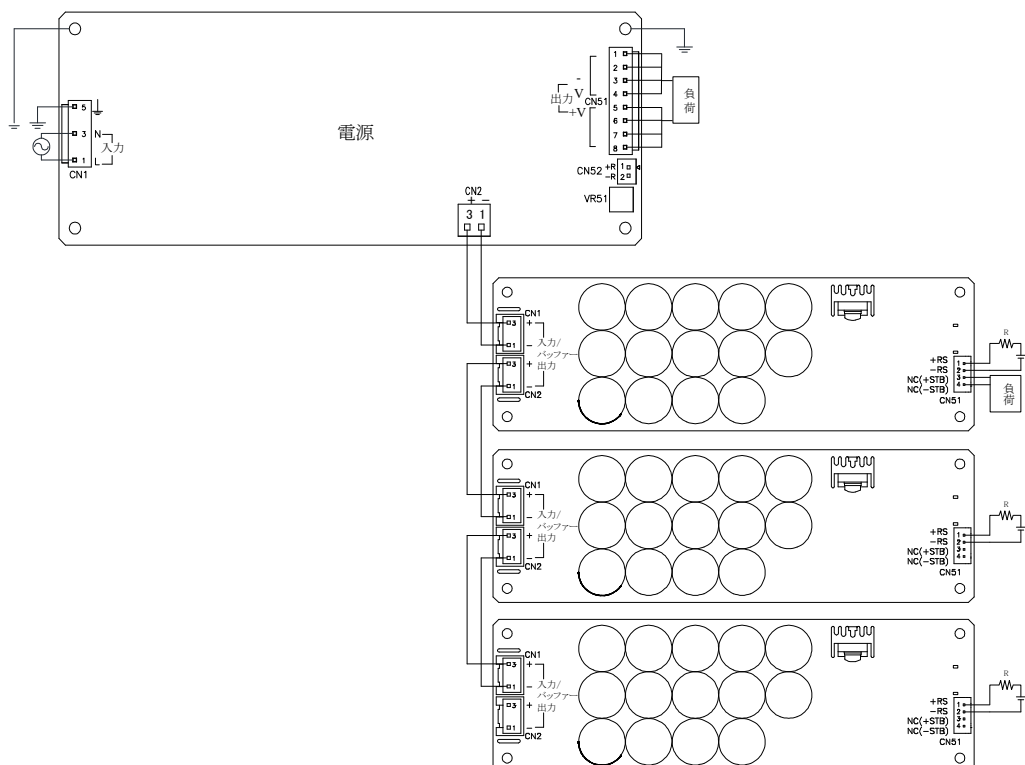 電源
CN1
5
3 N
1 L
入力
出力
-
V
+V
CN51
1
2
3
4
5
6
7
8
負荷
CN52
+R 1
-R 2
VR51
CN2
+ -
3 1
CN1
3 +
1 -
入力/
バッファー
出力
3 +
1 -
CN2
+RS 1
-RS 2
NC(+STB) 3
NC(-STB) 4
CN51
R
負荷
CN1
3 +
1 -
入力/
バッファー
出力
3 +
1 -
CN2
+RS 1
-RS 2
NC(+STB) 3
NC(-STB) 4
CN51
R
CN1
3 +
1 -
入力/
バッファー
出力
3 +
1 -
CN2
+RS 1
-RS 2
NC(+STB) 3
NC(-STB) 4
CN51
R